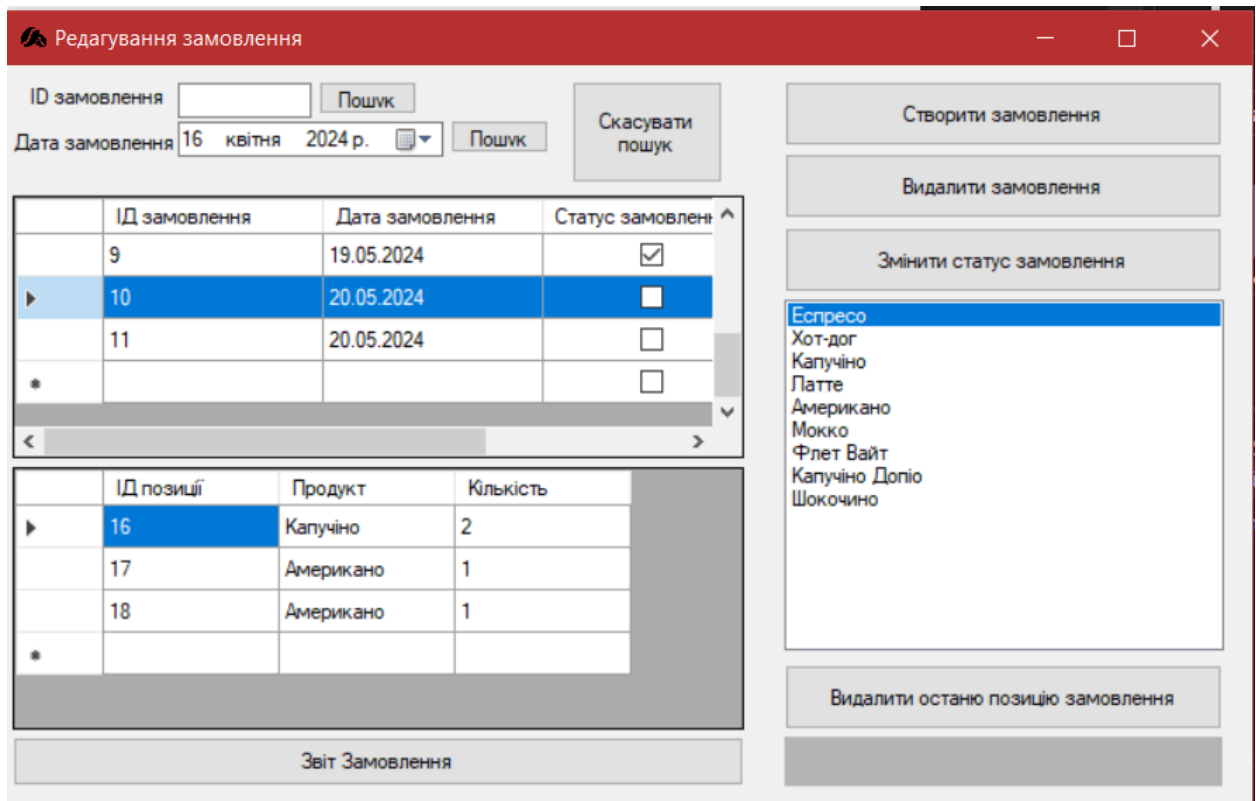 Редагування замовлення
ID замовлення Пошук
Дата замовлення 16 квітня 2024 р. Пошук
Скасувати
пошук
ІД замовлення Дата замовлення Статус замовленн
9 19.05.2024
10 20.05.2024
11 20.05.2024
ІД позиції Продукт Кількість
16 Капучіно 2
17 Американо 1
18 Американо 1
Звіт Замовлення
Створити замовлення
Видалити замовлення
Змінити статус замовлення
Еспресо
Хот-дог
Капучіно
Латте
Американо
Мокко
Флет Вайт
Капучіно Допіо
Шокочино
Видалити останю позицію замовлення